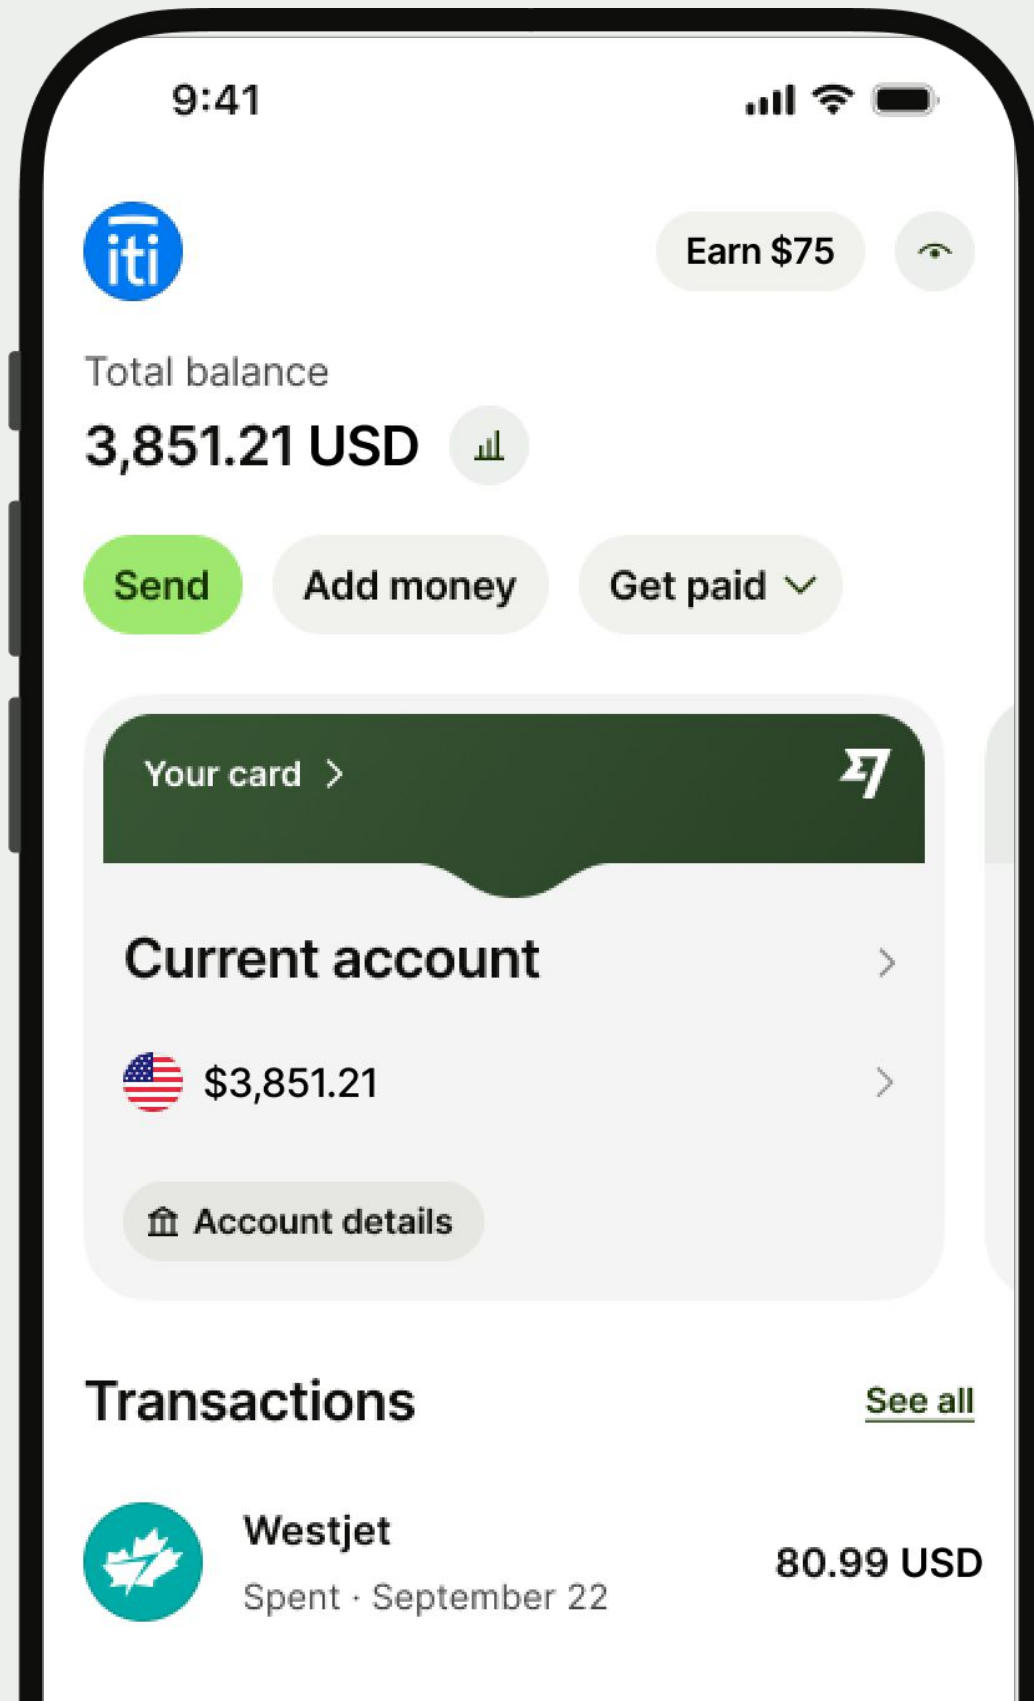 9:41
iti
Earn $75
Total balance
3,851.21 USD
Send
Add money
Get paid
Your card
Current account
$3,851.21
Account details
Transactions
See all
Westjet
80.99 USD
Spent · September 22